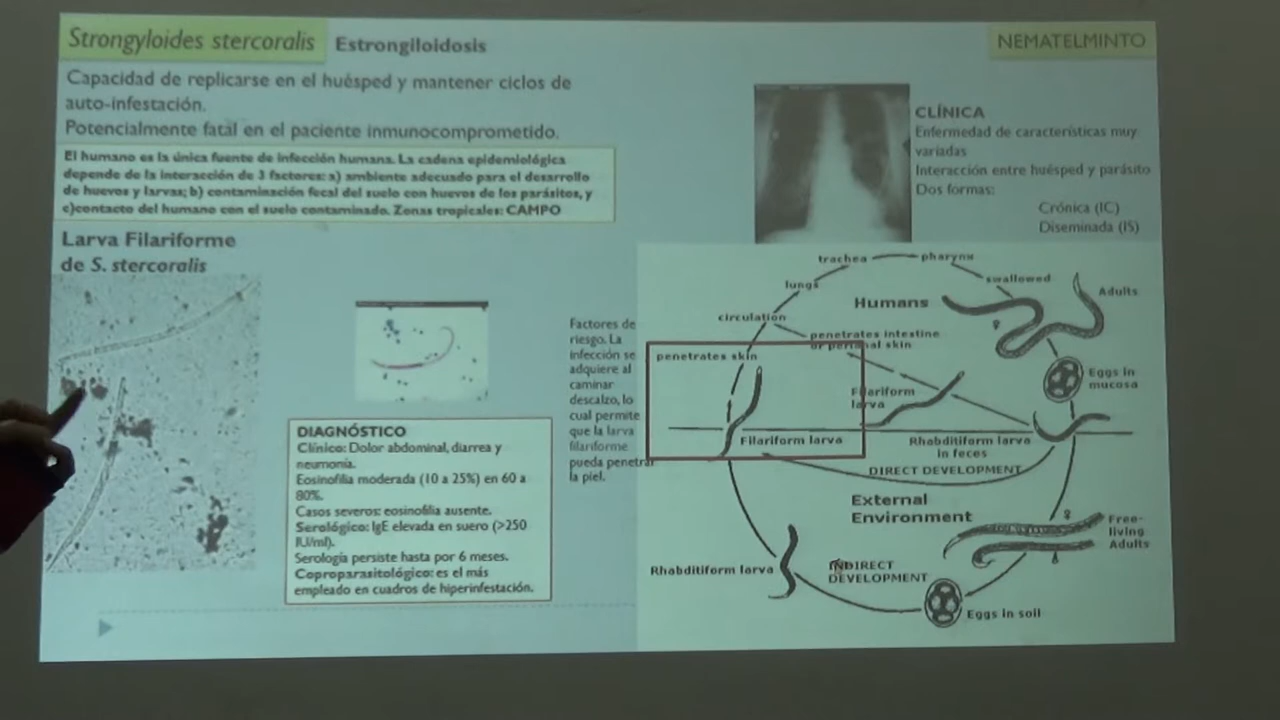 Strongyloides stercoralis Estrongiloidosis
NEMATELMINTO
Capacidad de replicarse en el huésped y mantener ciclos de
auto-infestación.
Potencialmente fatal en el paciente inmunocomprometido.
El humano es la única fuente de infección humana. La cadena epidemiológica
depende de la interacción de 3 factores: a) ambiente adecuado para el desarrollo
de huevos y larvas; b) contaminación fecal del suelo con huevos de los parásitos, y
c)contacto del humano con el suelo contaminado. Zonas tropicales: CAMPO
CLÍNICA
Enfermedad de características muy
variadas
Interacción entre huésped y parásito
Dos formas:
Crónica (IC)
Diseminada (IS)
Larva Filariforme
de S. stercoralis
Factores de
riesgo. La
infección se
adquiere al
caminar
descalzo, lo
cual permite
que la larva
filariforme
pueda penetrar
la piel.
DIAGNÓSTICO
Clínico: Dolor abdominal, diarrea y
neumonía.
Eosinofilia moderada (10 a 25%) en 60 a
80%.
Casos severos: eosinofilia ausente.
Serológico: IgE elevada en suero (>250
IU/ml).
Serología persiste hasta por 6 meses.
Coproparasitológico: es el más
empleado en cuadros de hiperinfestación.
trachea
pharynx
swallowed
lungs
Humans
Adults
circulation
♀
penetrates intestine
or perianal skin
penetrates skin
Eggs in
mucosa
Filariform
larva
Filariform larva
Rhabditiform larva
in feces
DIRECT DEVELOPMENT
External
Environment
♀
Free-
living
Adults
Rhabditiform larva
INDIRECT
DEVELOPMENT
Eggs in soil